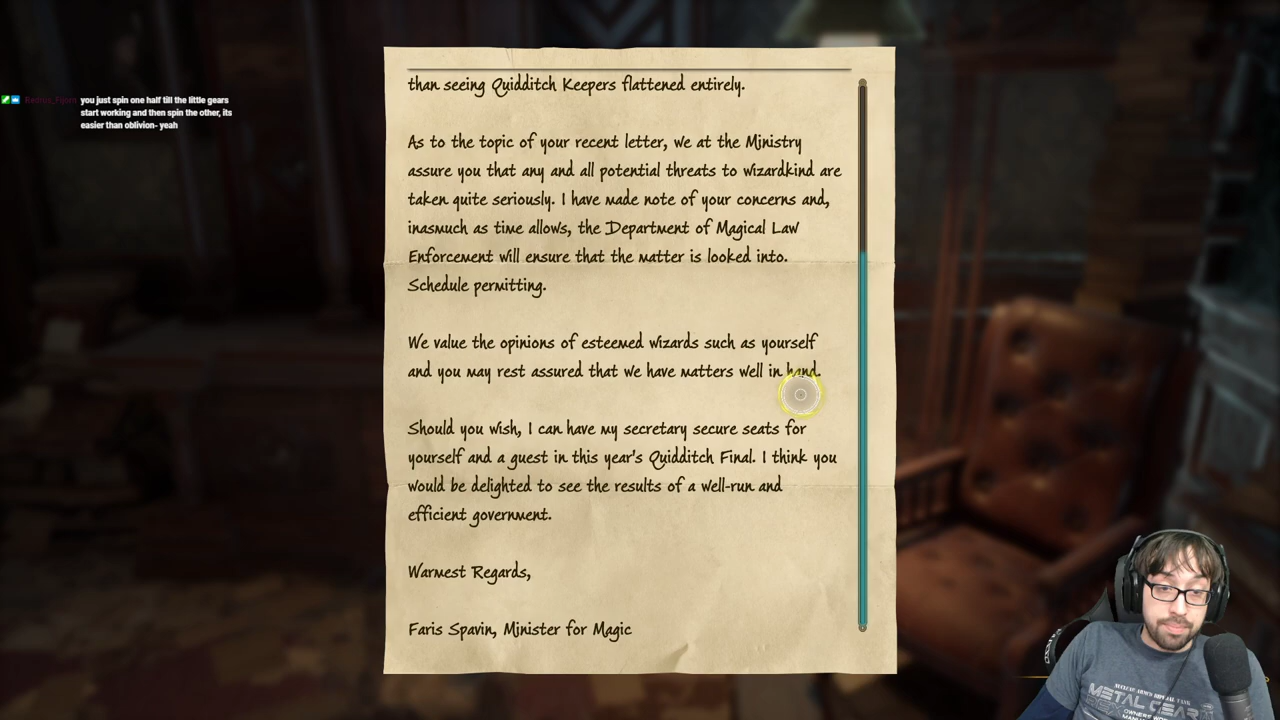 you just spin one half till the little gears
start working and then spin the other, its
easier than oblivion- yeah
than seeing Quidditch Keepers flattened entirely.
As to the topic of your recent letter, we at the Ministry
assure you that any and all potential threats to wizardkind are
taken quite seriously. I have made note of your concerns and,
inasmuch as time allows, the Department of Magical Law
Enforcement will ensure that the matter is looked into.
Schedule permitting.
We value the opinions of esteemed wizards such as yourself
and you may rest assured that we have matters well in hand.
Should you wish, I can have my secretary secure seats for
yourself and a guest in this year's Quidditch Final. I think you
would be delighted to see the results of a well-run and
efficient government.
Warmest Regards,
Faris Spavin, Minister for Magic
METAL GEAR